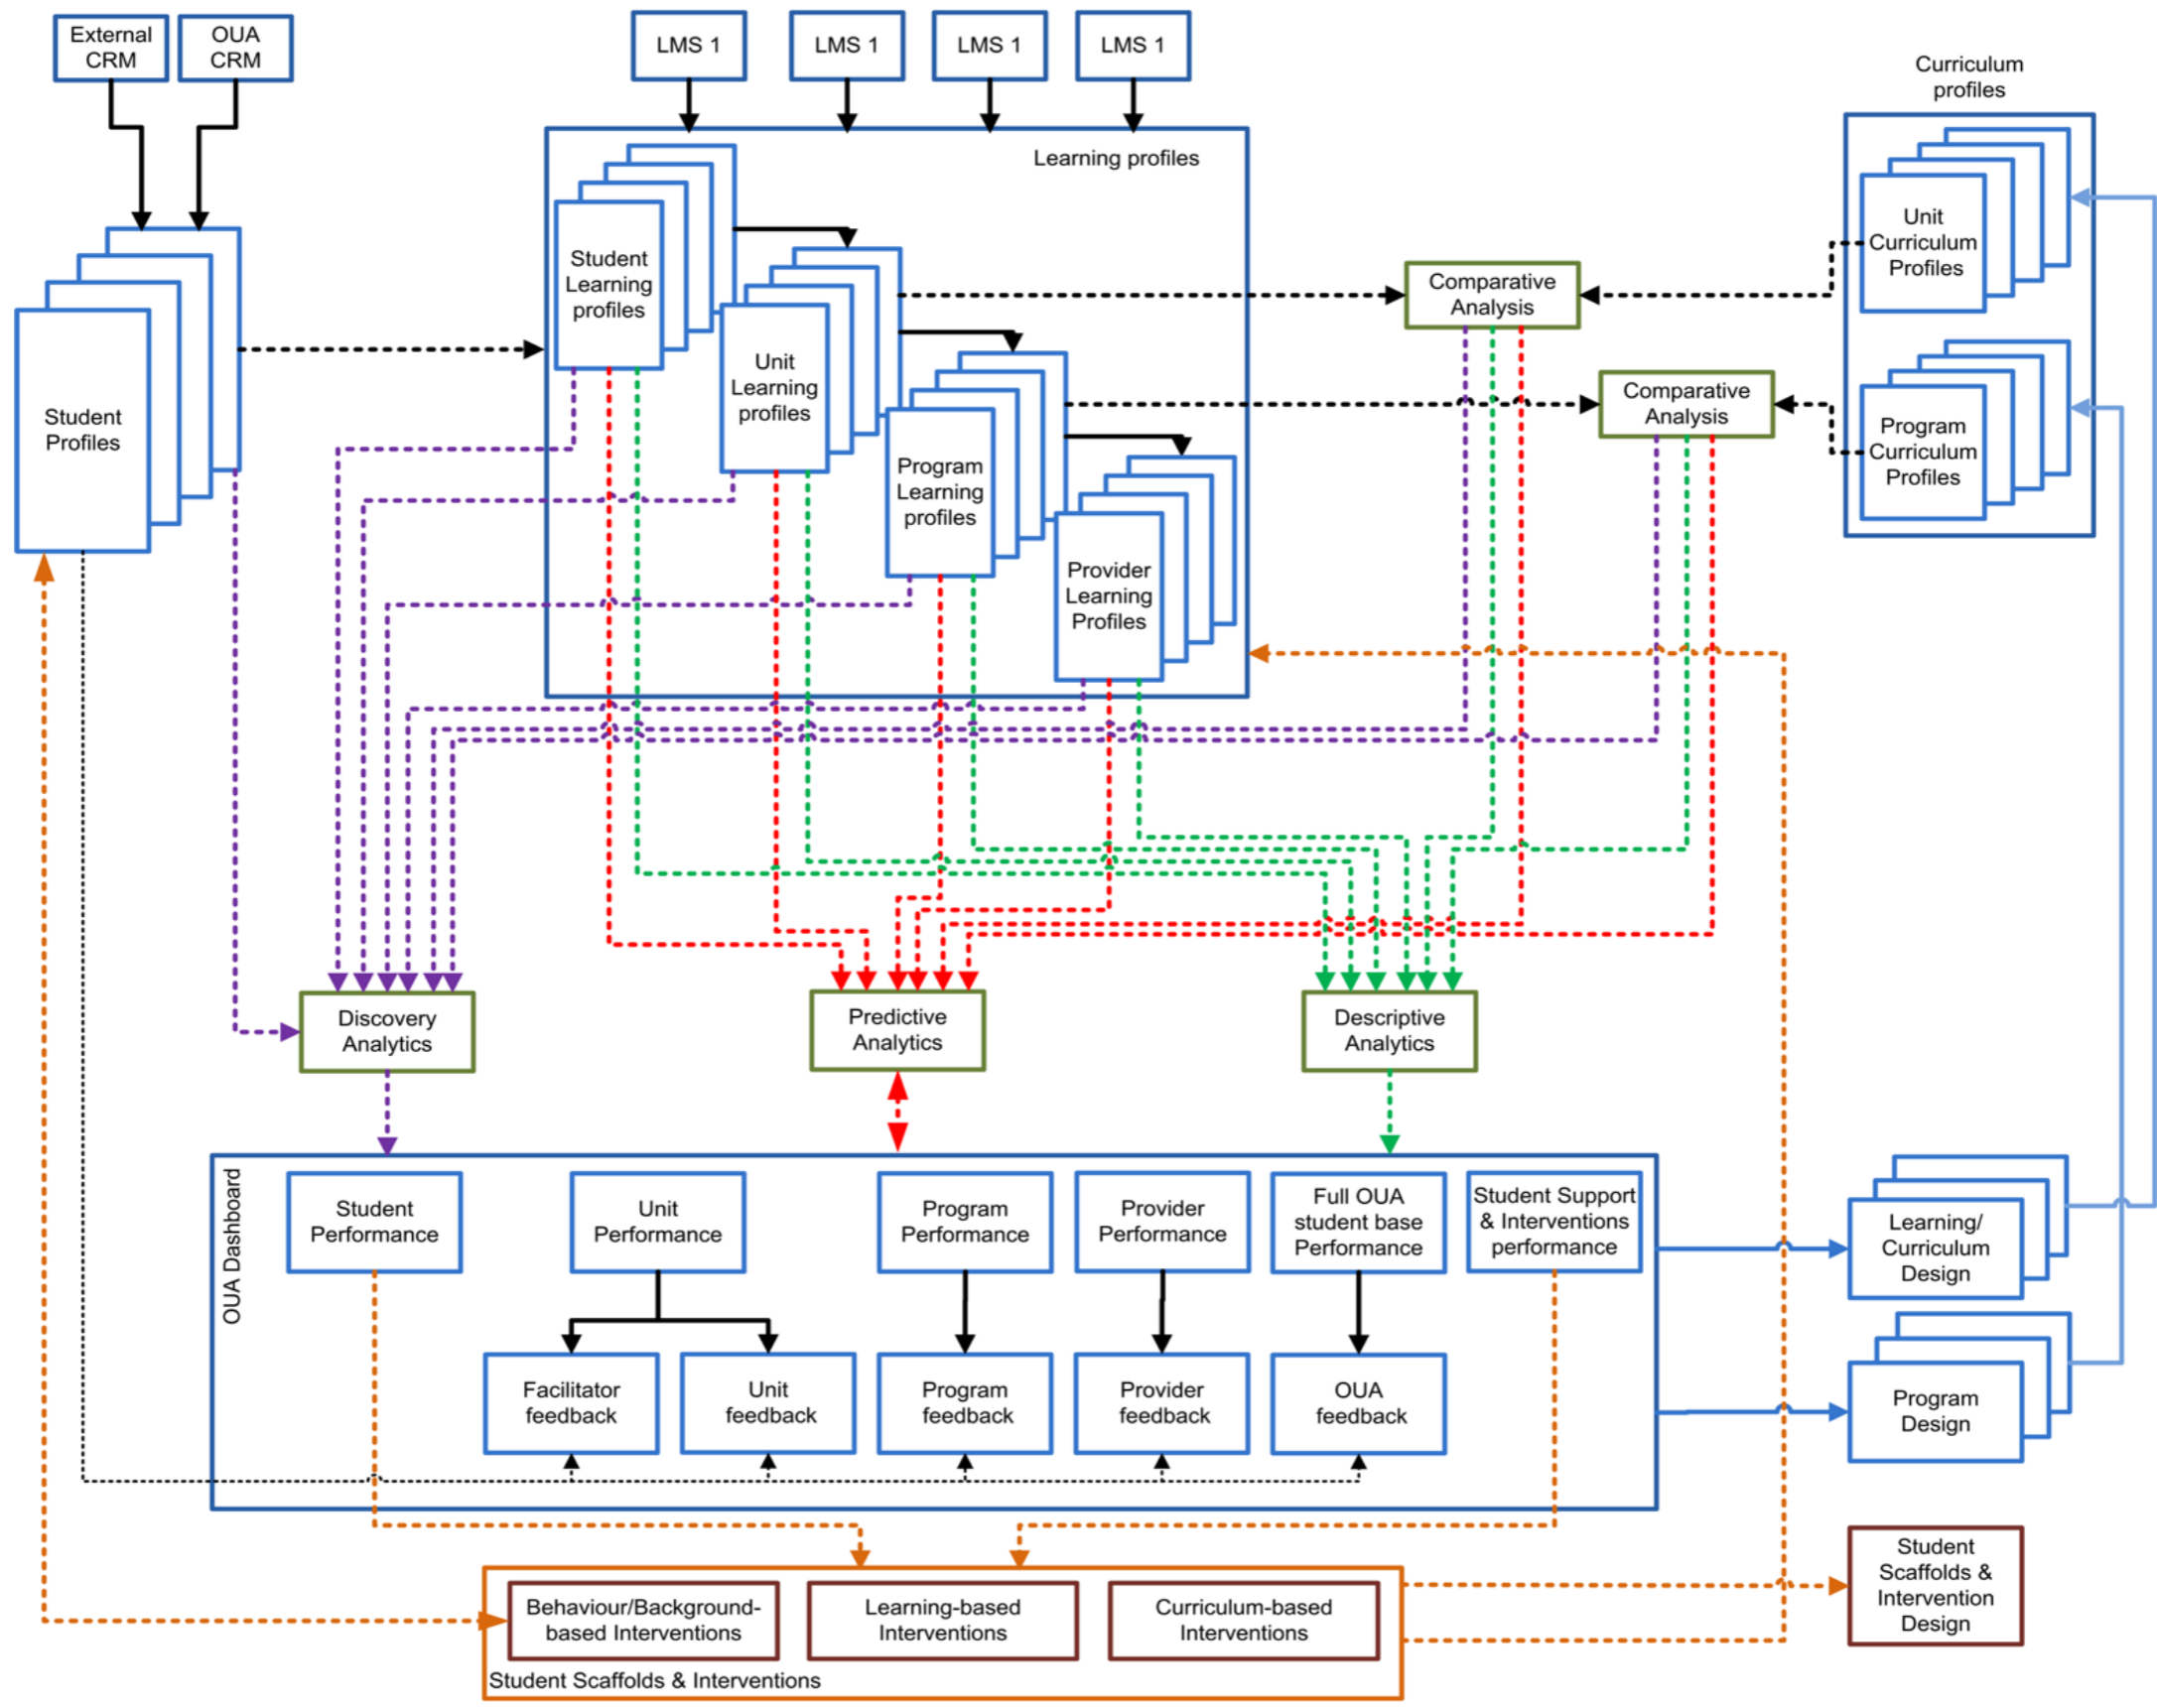 External
CRM
OUA
CRM
LMS 1
LMS 1
LMS 1
LMS 1
Curriculum
profiles
Learning profiles
Student
Profiles
Student
Learning
profiles
Unit
Learning
profiles
Program
Learning
profiles
Provider
Learning
Profiles
Comparative
Analysis
Comparative
Analysis
Unit
Curriculum
Profiles
Program
Curriculum
Profiles
Discovery
Analytics
Predictive
Analytics
Descriptive
Analytics
OUA Dashboard
Student
Performance
Unit
Performance
Program
Performance
Provider
Performance
Full OUA
student base
Performance
Student Support
& Interventions
performance
Facilitator
feedback
Unit
feedback
Program
feedback
Provider
feedback
OUA
feedback
Learning/
Curriculum
Design
Program
Design
Student
Scaffolds &
Intervention
Design
Behaviour/Background-
based Interventions
Learning-based
Interventions
Curriculum-based
Interventions
Student Scaffolds & Interventions